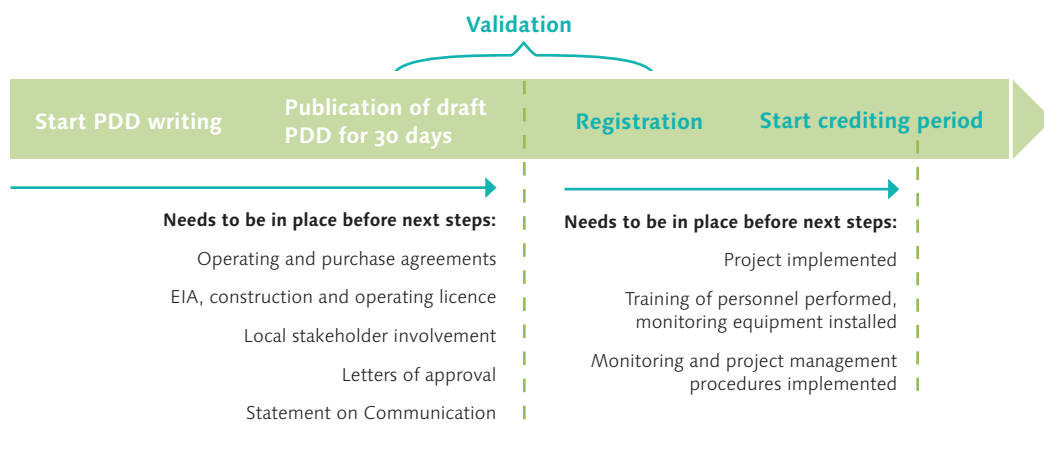 Validation
Start PDD writing
Publication of draft
PDD for 30 days
Registration
Start crediting period
Needs to be in place before next steps:
Operating and purchase agreements
EIA, construction and operating licence
Local stakeholder involvement
Letters of approval
Statement on Communication
Needs to be in place before next steps:
Project implemented
Training of personnel performed,
monitoring equipment installed
Monitoring and project management
procedures implemented